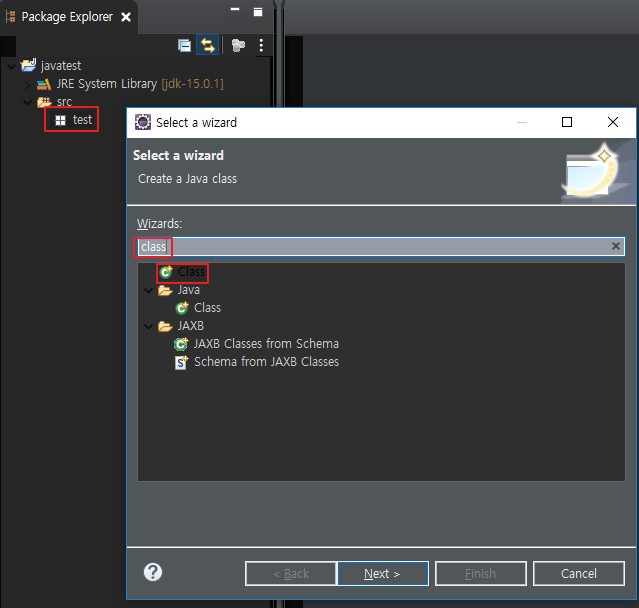 Package Explorer
javatest
JRE System Library [jdk-15.0.1]
src
test
Select a wizard
Select a wizard
Create a Java class
Wizards:
class
Class
Java
Class
JAXB
JAXB Classes from Schema
Schema from JAXB Classes
< Back
Next >
Finish
Cancel